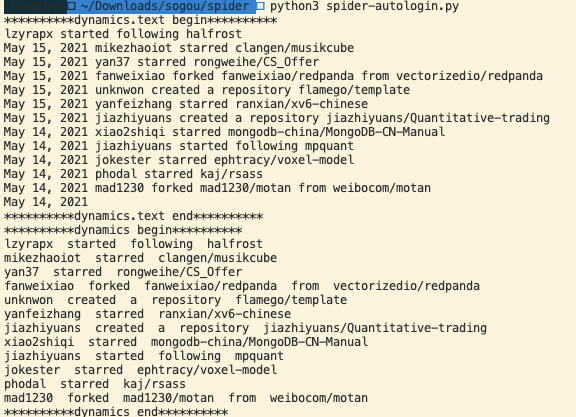 ~/Downloads/sogou/spider python3 spider-autologin.py
**********dynamics.text begin**********
lzyrapx started following halfrost
May 15, 2021 mikezhaoiot starred clangen/musikcube
May 15, 2021 yan37 starred rongweihe/CS_Offer
May 15, 2021 fanweixiao forked fanweixiao/redpanda from vectorizedio/redpanda
May 15, 2021 unknwon created a repository flamego/template
May 15, 2021 yanfeizhang starred ranxian/xv6-chinese
May 15, 2021 jiazhiyuans created a repository jiazhiyuans/Quantitative-trading
May 14, 2021 xiao2shiqi starred mongodb-china/MongoDB-CN-Manual
May 14, 2021 jiazhiyuans started following mpquant
May 14, 2021 jokester starred ephtracy/voxel-model
May 14, 2021 phodal starred kaj/rsass
May 14, 2021 mad1230 forked mad1230/motan from weibocom/motan
May 14, 2021
**********dynamics.text end**********
**********dynamics begin**********
lzyrapx started following halfrost
mikezhaoiot starred clangen/musikcube
yan37 starred rongweihe/CS_Offer
fanweixiao forked fanweixiao/redpanda from vectorizedio/redpanda
unknwon created a repository flamego/template
yanfeizhang starred ranxian/xv6-chinese
jiazhiyuans created a repository jiazhiyuans/Quantitative-trading
xiao2shiqi starred mongodb-china/MongoDB-CN-Manual
jiazhiyuans started following mpquant
jokester starred ephtracy/voxel-model
phodal starred kaj/rsass
mad1230 forked mad1230/motan from weibocom/motan
**********dynamics end**********